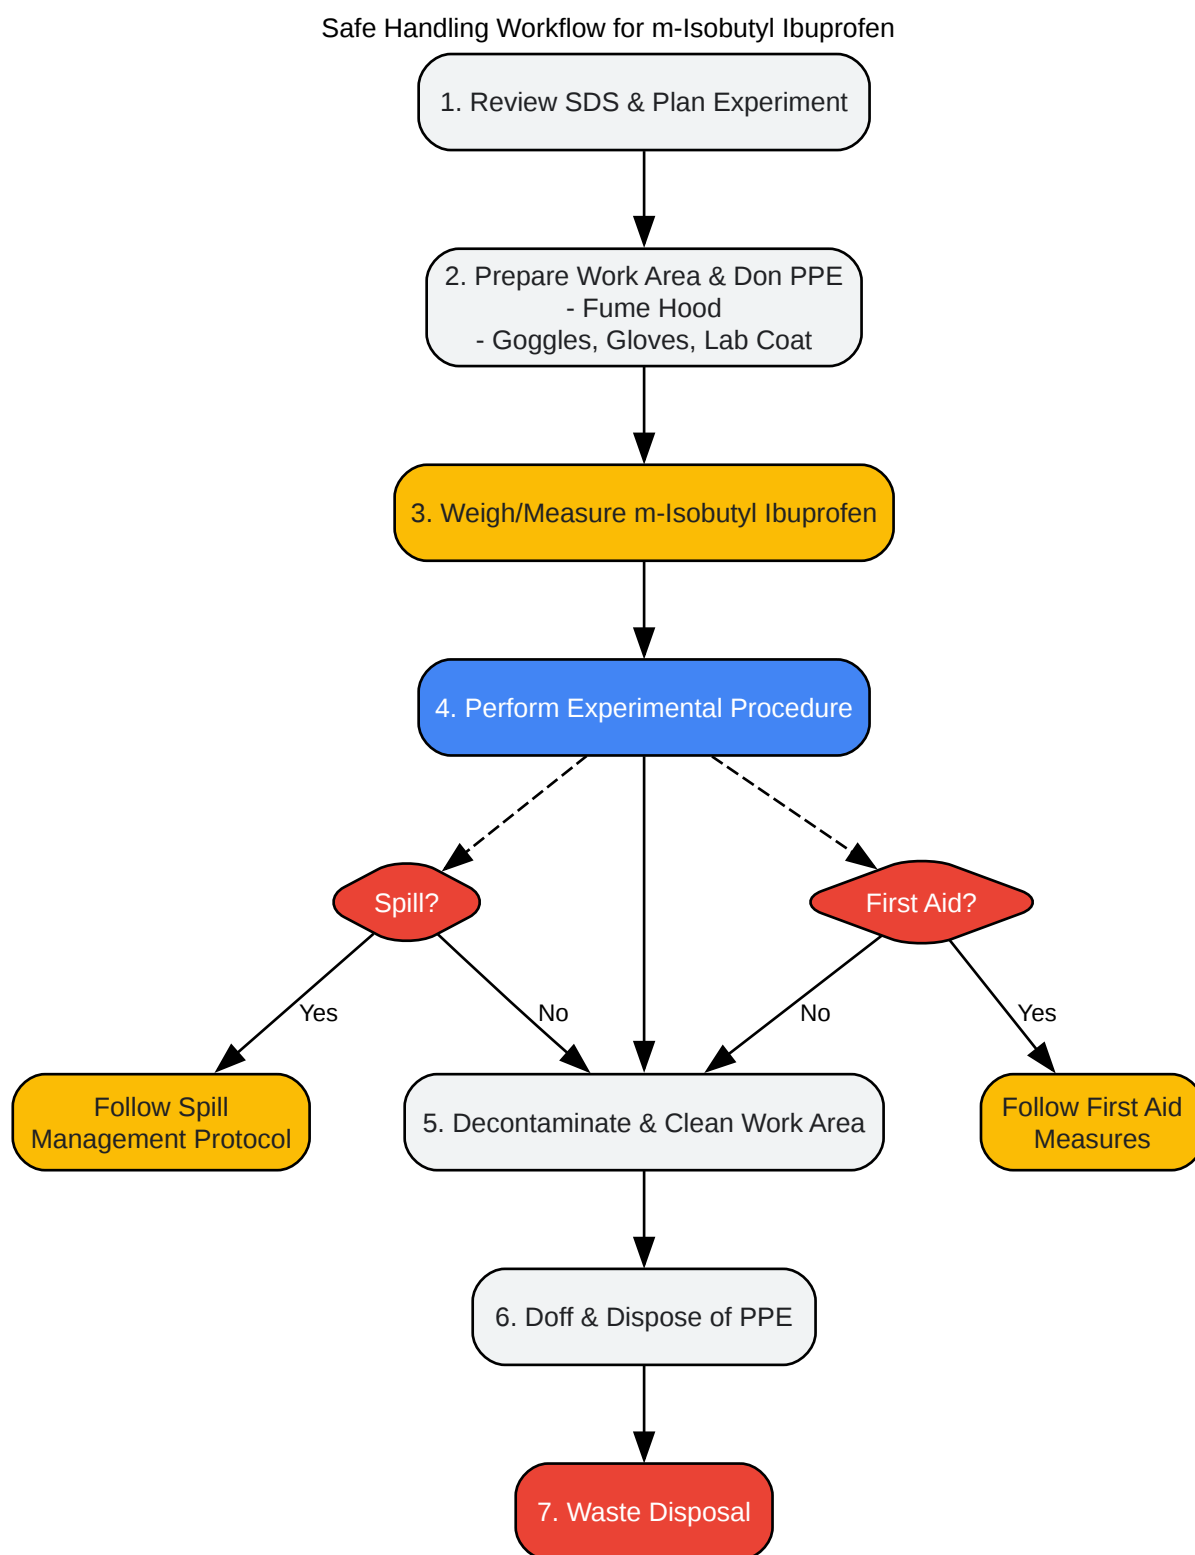 Safe Handling Workflow for m-Isobutyl Ibuprofen
1. Review SDS & Plan Experiment
2. Prepare Work Area & Don PPE
- Fume Hood
- Goggles, Gloves, Lab Coat
3. Weigh/Measure m-Isobutyl Ibuprofen
4. Perform Experimental Procedure
Spill?
First Aid?
Yes
No
No
Yes
Follow Spill
Management Protocol
5. Decontaminate & Clean Work Area
Follow First Aid
Measures
6. Doff & Dispose of PPE
7. Waste Disposal